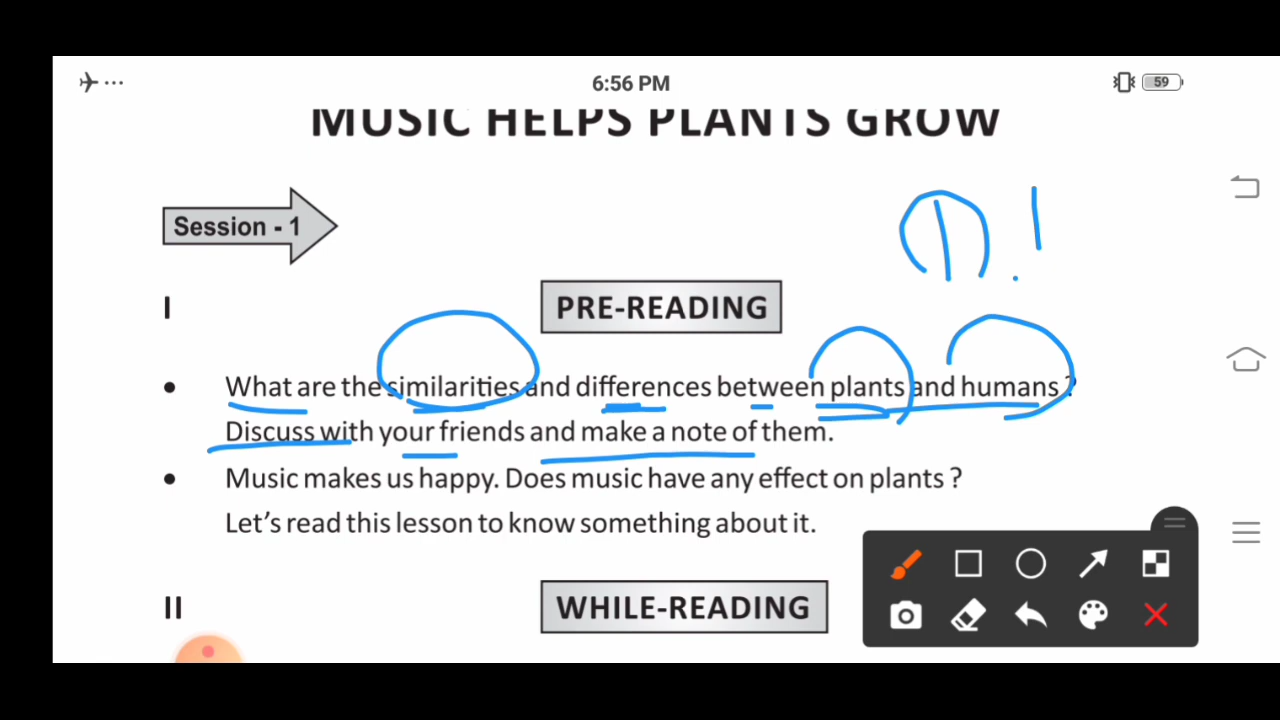 6:56 PM
59
MUSIC HELPS PLANTS GROW
Session - 1
I
PRE-READING
• What are the similarities and differences between plants and humans ?
Discuss with your friends and make a note of them.
• Music makes us happy. Does music have any effect on plants ?
Let's read this lesson to know something about it.
II
WHILE-READING